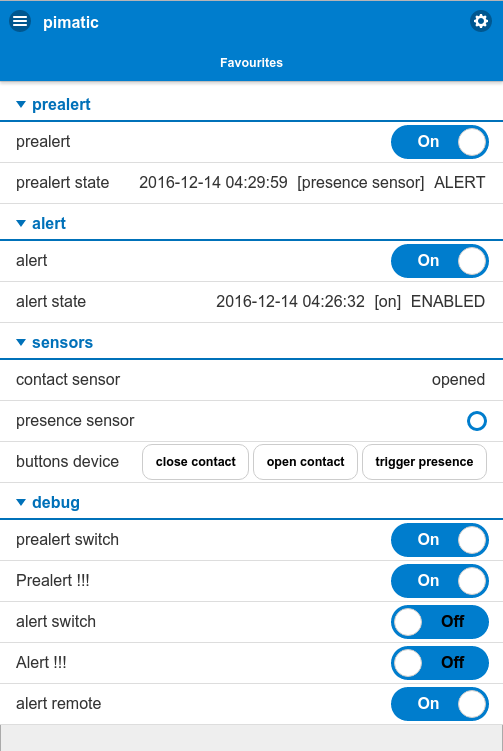 pimatic
Favourites
prealert
prealert On
prealert state 2016-12-14 04:29:59 [presence sensor] ALERT
alert
alert On
alert state 2016-12-14 04:26:32 [on] ENABLED
sensors
contact sensor opened
presence sensor
buttons device close contact open contact trigger presence
debug
prealert switch On
Prealert !!! On
alert switch Off
Alert !!! Off
alert remote On